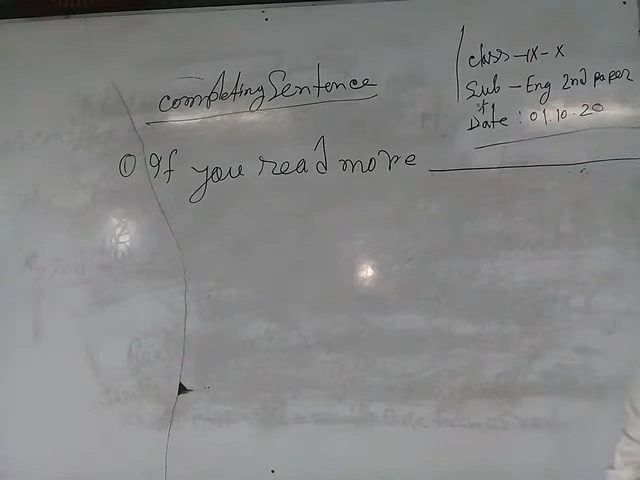 Class - IX - X
Sub - Eng 2nd paper
Date : 01.10.20
Completing Sentence
① If you read more